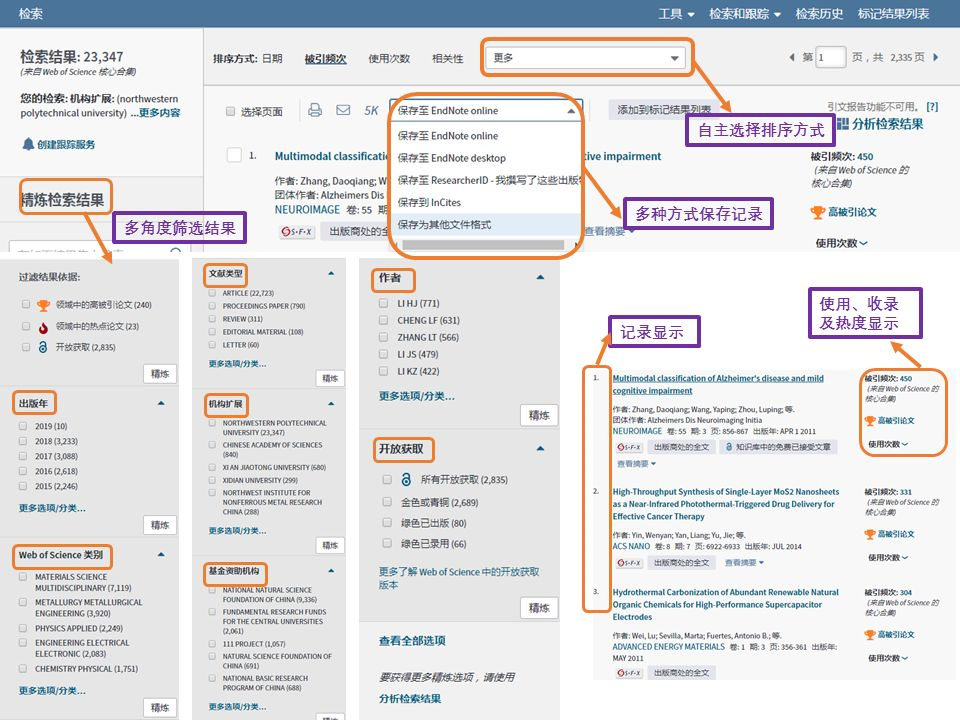 检索
工具 检索和跟踪 检索历史 标记结果列表
检索结果: 23,347
(来自 Web of Science 核心合集)
您的检索: 机构扩展: (northwestern
polytechnical university) ...更多内容
创建跟踪服务
精炼检索结果
多角度筛选结果
排序方式: 日期 被引频次 使用次数 相关性 更多
第 1 页，共 2,335 页
选择页面 5K 保存至 EndNote online 添加到标记结果列表
保存至 EndNote online
保存至 EndNote desktop
保存至 ResearcherID - 我撰写了这些出版物
保存到 InCites
保存为其他文件格式
自主选择排序方式
多种方式保存记录
引文报告功能不可用。 [?]
分析检索结果
1. Multimodal classificati
tive impairment
作者: Zhang, Daoqiang; W
团体作者: Alzheimers Dis
NEUROIMAGE 卷: 55 期
S·F·X 出版商处的全
查看摘要
被引频次: 450
(来自 Web of Science 的
核心合集)
高被引论文
使用次数
过滤结果依据:
领域中的高被引论文 (240)
领域中的热点论文 (23)
开放获取 (2,835)
精炼
出版年
2019 (10)
2018 (3,233)
2017 (3,088)
2016 (2,618)
2015 (2,246)
更多选项/分类...
精炼
Web of Science 类别
MATERIALS SCIENCE
MULTIDISCIPLINARY (7,119)
METALLURGY METALLURGICAL
ENGINEERING (3,920)
PHYSICS APPLIED (2,249)
ENGINEERING ELECTRICAL
ELECTRONIC (2,083)
CHEMISTRY PHYSICAL (1,751)
更多选项/分类...
精炼
文献类型
ARTICLE (22,723)
PROCEEDINGS PAPER (790)
REVIEW (311)
EDITORIAL MATERIAL (108)
LETTER (60)
更多选项/分类...
精炼
机构扩展
NORTHWESTERN POLYTECHNICAL
UNIVERSITY (23,347)
CHINESE ACADEMY OF SCIENCES
(840)
XI AN JIAOTONG UNIVERSITY (680)
XIDIAN UNIVERSITY (299)
NORTHWEST INSTITUTE FOR
NONFERROUS METAL RESEARCH
CHINA (288)
更多选项/分类...
精炼
基金资助机构
NATIONAL NATURAL SCIENCE
FOUNDATION OF CHINA (9,336)
FUNDAMENTAL RESEARCH FUNDS
FOR THE CENTRAL UNIVERSITIES
(2,061)
111 PROJECT (1,057)
NATURAL SCIENCE FOUNDATION OF
CHINA (691)
NATIONAL BASIC RESEARCH
PROGRAM OF CHINA (688)
更多选项/分类...
作者
LI HJ (771)
CHENG LF (631)
ZHANG LT (566)
LI JS (479)
LI KZ (422)
更多选项/分类...
精炼
开放获取
所有开放获取 (2,835)
金色或青铜 (2,689)
绿色已出版 (80)
绿色已录用 (66)
更多了解 Web of Science 中的开放获取
版本
精炼
查看全部选项
要获得更多精炼选项，请使用
分析检索结果
记录显示
使用、收录
及热度显示
1. Multimodal classification of Alzheimer's disease and mild
cognitive impairment
作者: Zhang, Daoqiang; Wang, Yaping; Zhou, Luping; 等.
团体作者: Alzheimers Dis Neuroimaging Initia
NEUROIMAGE 卷: 55 期: 3 页: 856-867 出版年: APR 1 2011
S·F·X 出版商处的全文 知识库中的免费已接受文章
查看摘要
被引频次: 450
(来自 Web of Science 的
核心合集)
高被引论文
使用次数
2. High-Throughput Synthesis of Single-Layer MoS2 Nanosheets
as a Near-Infrared Photothermal-Triggered Drug Delivery for
Effective Cancer Therapy
作者: Yin, Wenyan; Yan, Liang; Yu, Jie; 等.
ACS NANO 卷: 8 期: 7 页: 6922-6933 出版年: JUL 2014
S·F·X 出版商处的全文 查看摘要
被引频次: 331
(来自 Web of Science 的
核心合集)
高被引论文
使用次数
3. Hydrothermal Carbonization of Abundant Renewable Natural
Organic Chemicals for High-Performance Supercapacitor
Electrodes
作者: Wei, Lu; Sevilla, Marta; Fuertes, Antonio B.; 等.
ADVANCED ENERGY MATERIALS 卷: 1 期: 3 页: 356-361 出版年:
MAY 2011
S·F·X 出版商处的全文
被引频次: 304
(来自 Web of Science 的
核心合集)
高被引论文
使用次数